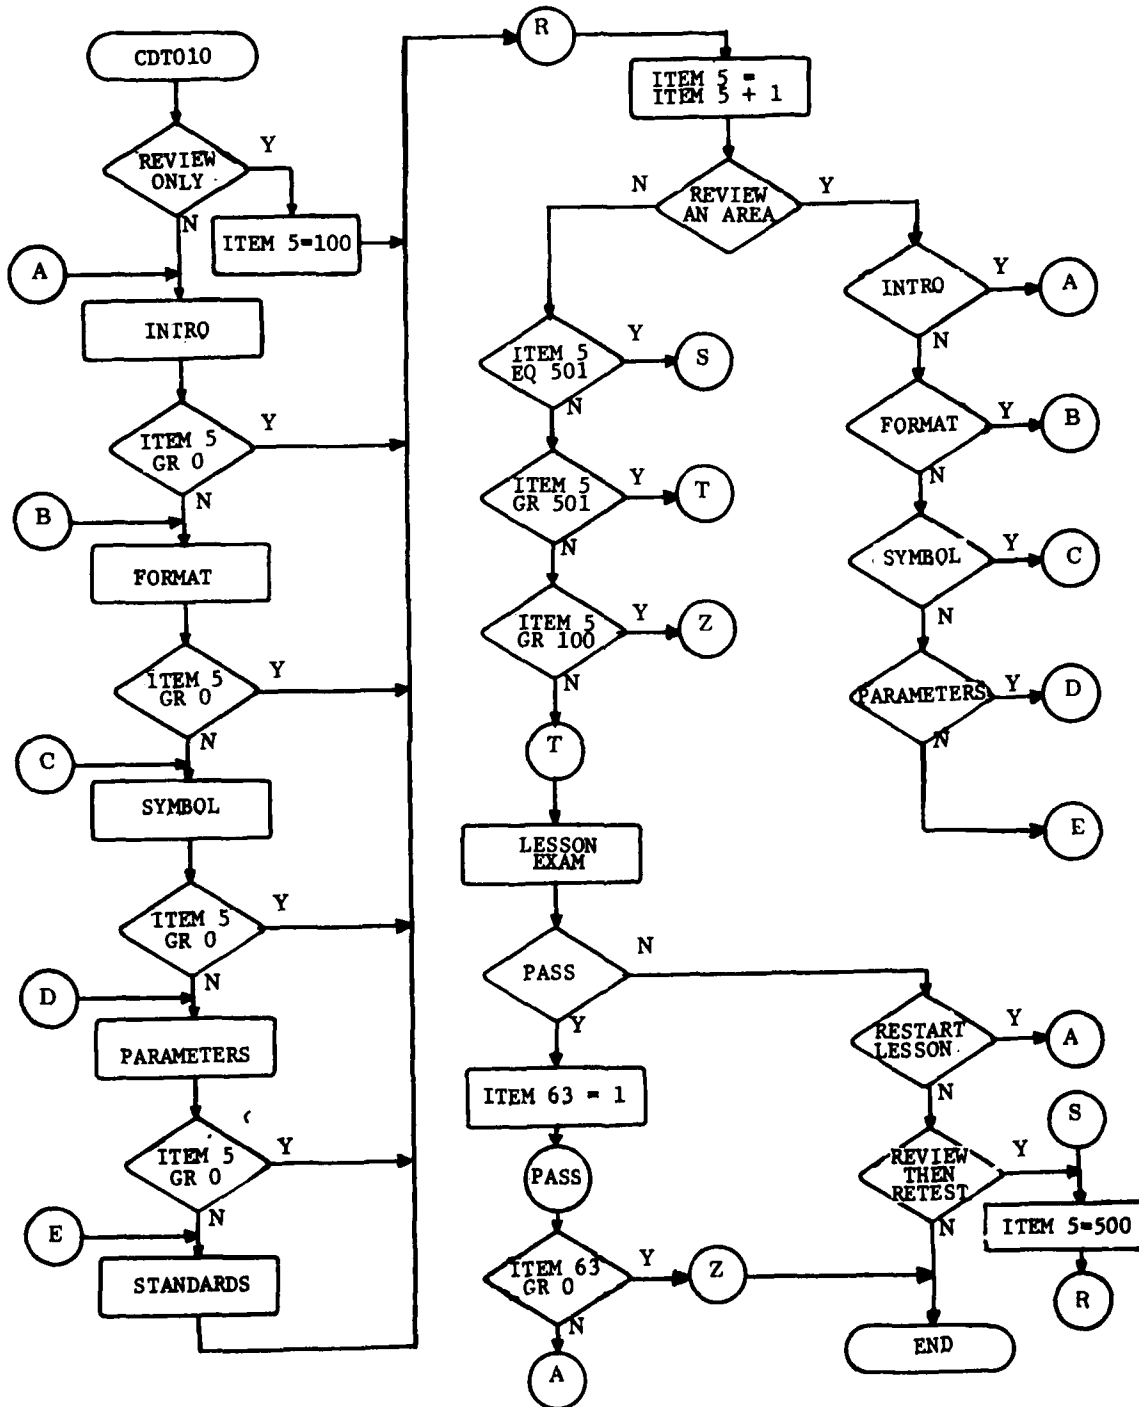 CDT010
REVIEW
ONLY
Y
N
ITEM 5=100
A
INTRO
ITEM 5
GR 0
Y
N
B
FORMAT
ITEM 5
GR 0
Y
N
C
SYMBOL
ITEM 5
GR 0
Y
N
D
PARAMETERS
ITEM 5
GR 0
Y
N
E
STANDARDS
R
ITEM 5 =
ITEM 5 + 1
REVIEW
AN AREA
N
Y
ITEM 5
EQ 501
Y
S
N
ITEM 5
GR 501
Y
T
N
ITEM 5
GR 100
Y
Z
N
T
LESSON
EXAM
PASS
N
Y
ITEM 63 = 1
PASS
ITEM 63
GR 0
Y
Z
N
A
INTRO
Y
A
N
FORMAT
Y
B
N
SYMBOL
Y
C
N
PARAMETERS
Y
D
N
E
RESTART
LESSON
Y
A
N
REVIEW
THEN
RETEST
Y
N
S
ITEM 5=500
R
END